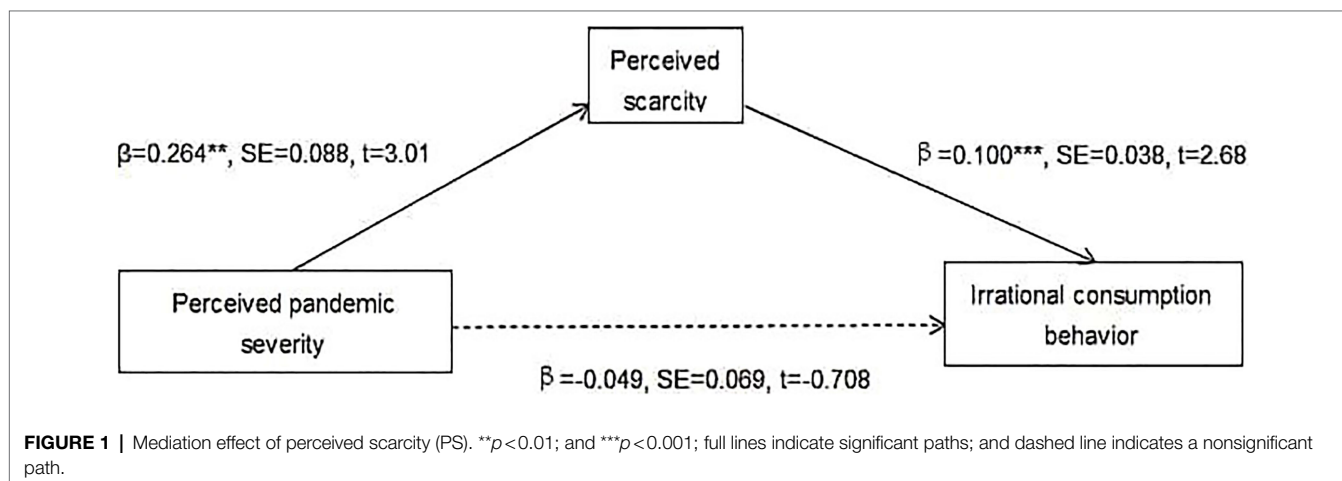 Perceived
scarcity
β=0.264**, SE=0.088, t=3.01
β =0.100***, SE=0.038, t=2.68
Perceived pandemic
severity
Irrational consumption
behavior
β =-0.049, SE=0.069, t=-0.708
FIGURE 1 | Mediation effect of perceived scarcity (PS). **p<0.01; and ***p<0.001; full lines indicate significant paths; and dashed line indicates a nonsignificant
path.